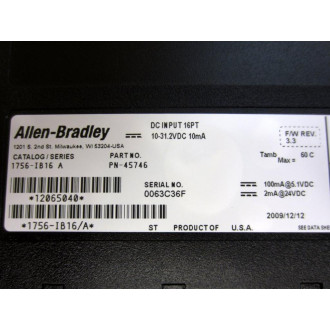 DC INPUT 16PT
Allen-Bradley
10-31.2VDC 10mA
1201 S. 2nd St. Milwaukee, WI 53204-USA
F/W REV.
3.3
CATALOG / SERIES
PART NO.
Tamb Max = 60 C
1756-IB16 A
PN-45746
SERIAL NO.
100mA@5.1VDC
*12065040*
0063C36F
2mA@24VDC
2009/12/12
*1756-IB16/A*
ST PRODUCT OF U.S.A.
SEE DATA SHE